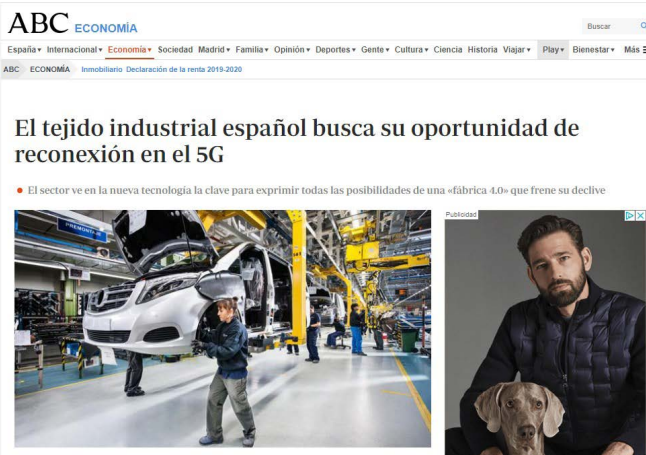 ABC ECONOMÍA
Buscar
España Internacional Economía Sociedad Madrid Familia Opinión Deportes Gente Cultura Ciencia Historia Viajar Play Bienestar Más
ABC ECONOMÍA Inmobiliario Declaración de la renta 2019-2020
El tejido industrial español busca su oportunidad de
reconexión en el 5G
El sector ve en la nueva tecnología la clave para exprimir todas las posibilidades de una «fábrica 4.0» que frene su declive
Publicidad
PREMONTAJE